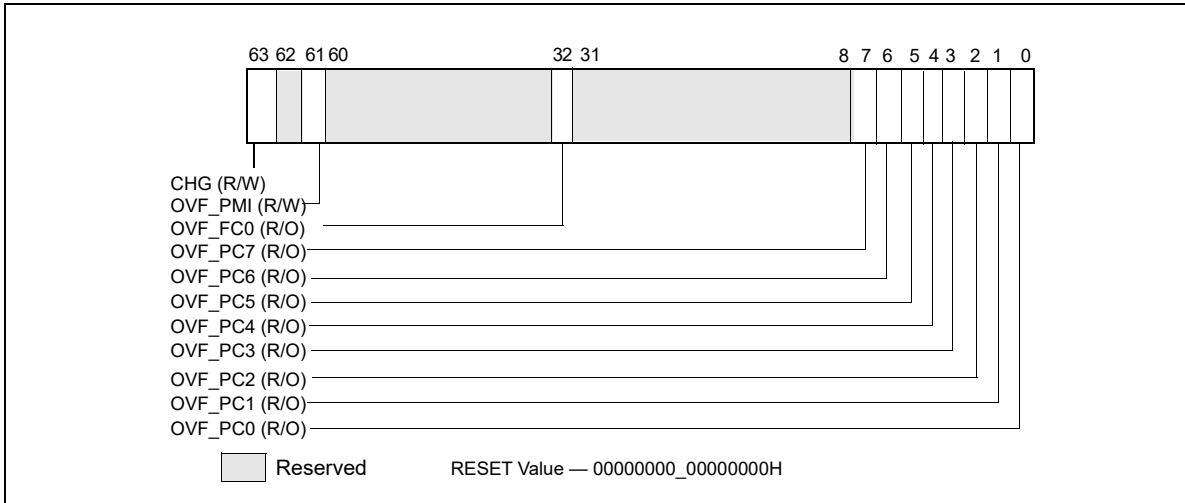 63 62 61 60 32 31 8 7 6 5 4 3 2 1 0
CHG (R/W)
OVF_PMI (R/W)
OVF_FC0 (R/O)
OVF_PC7 (R/O)
OVF_PC6 (R/O)
OVF_PC5 (R/O)
OVF_PC4 (R/O)
OVF_PC3 (R/O)
OVF_PC2 (R/O)
OVF_PC1 (R/O)
OVF_PC0 (R/O)
Reserved RESET Value — 00000000_00000000H